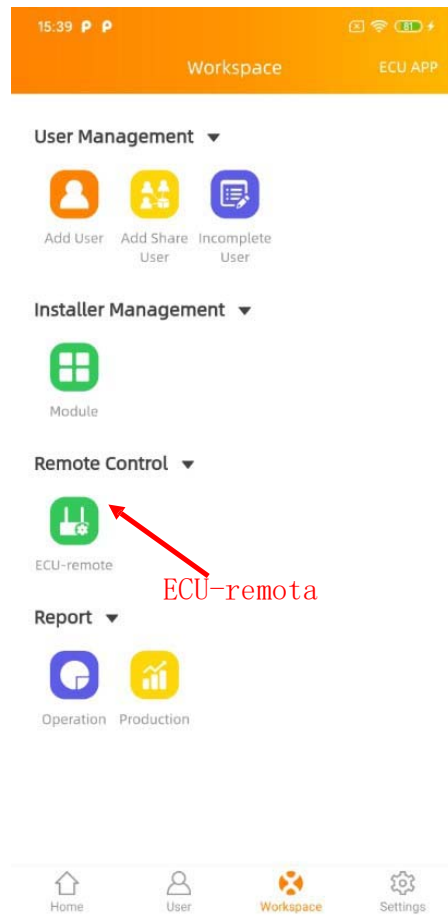 15:39 P P 61
Workspace ECU APP
User Management
Add User Add Share User Incomplete User
Installer Management
Module
Remote Control
ECU-remote
ECU-remota
Report
Operation Production
Home User Workspace Settings